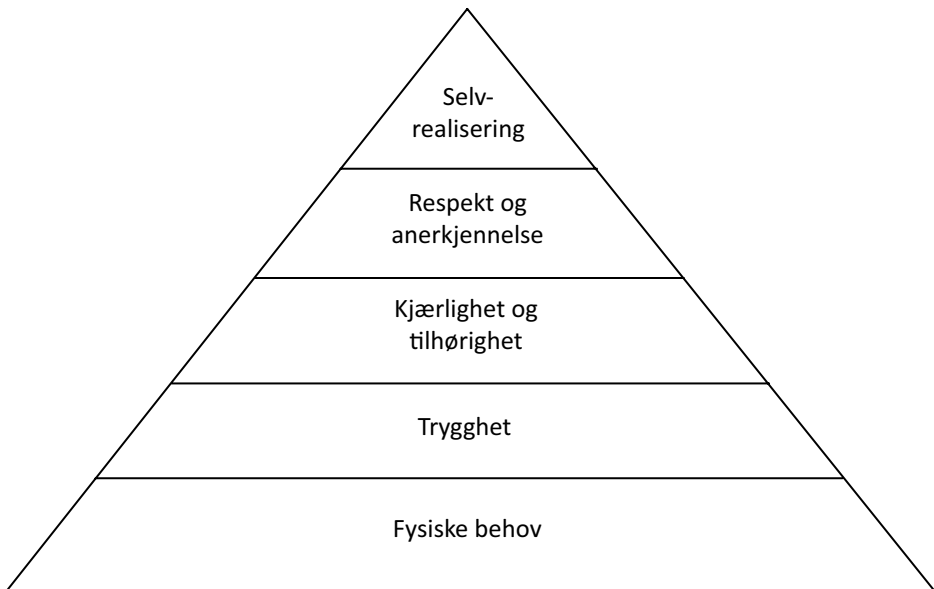 Selv-
realisering
Respekt og
anerkjennelse
Kjærlighet og
tilhørighet
Trygghet
Fysiske behov